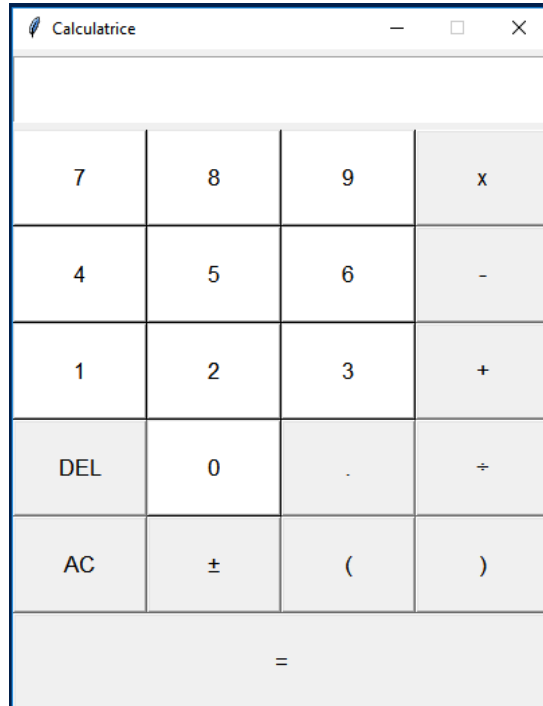 Calculatrice
7 8 9 x
4 5 6 -
1 2 3 +
DEL 0 . ÷
AC ± ( )
=